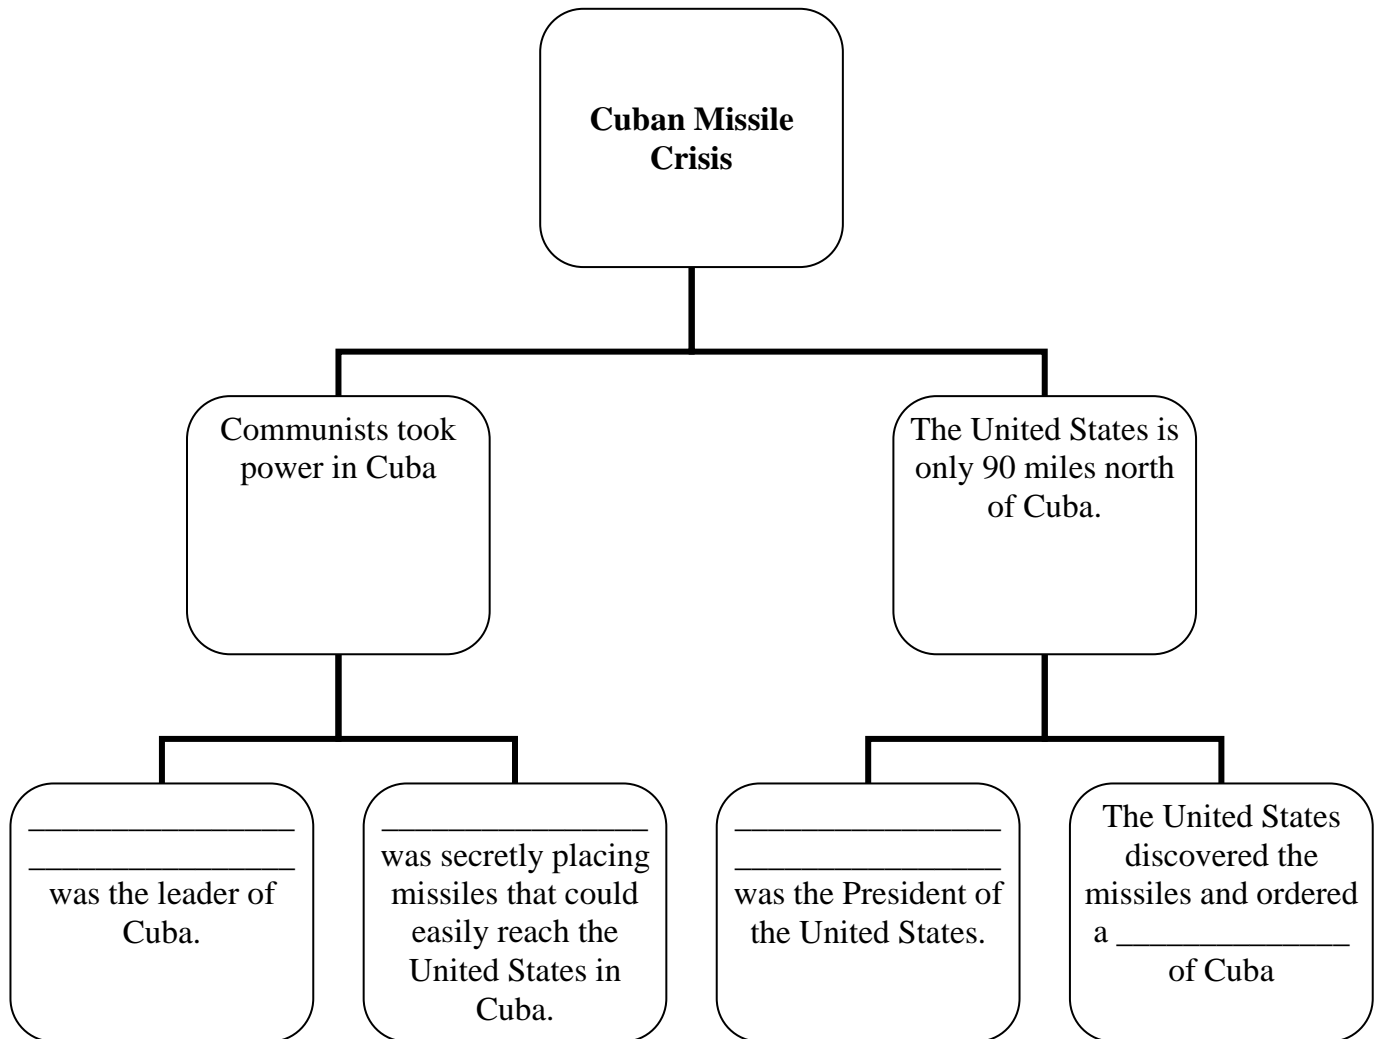 Cuban Missile
Crisis
Communists took
power in Cuba
The United States is
only 90 miles north
of Cuba.
________________
________________
was the leader of
Cuba.
________________
was secretly placing
missiles that could
easily reach the
United States in
Cuba.
________________
________________
was the President of
the United States.
The United States
discovered the
missiles and ordered
a ______________
of Cuba